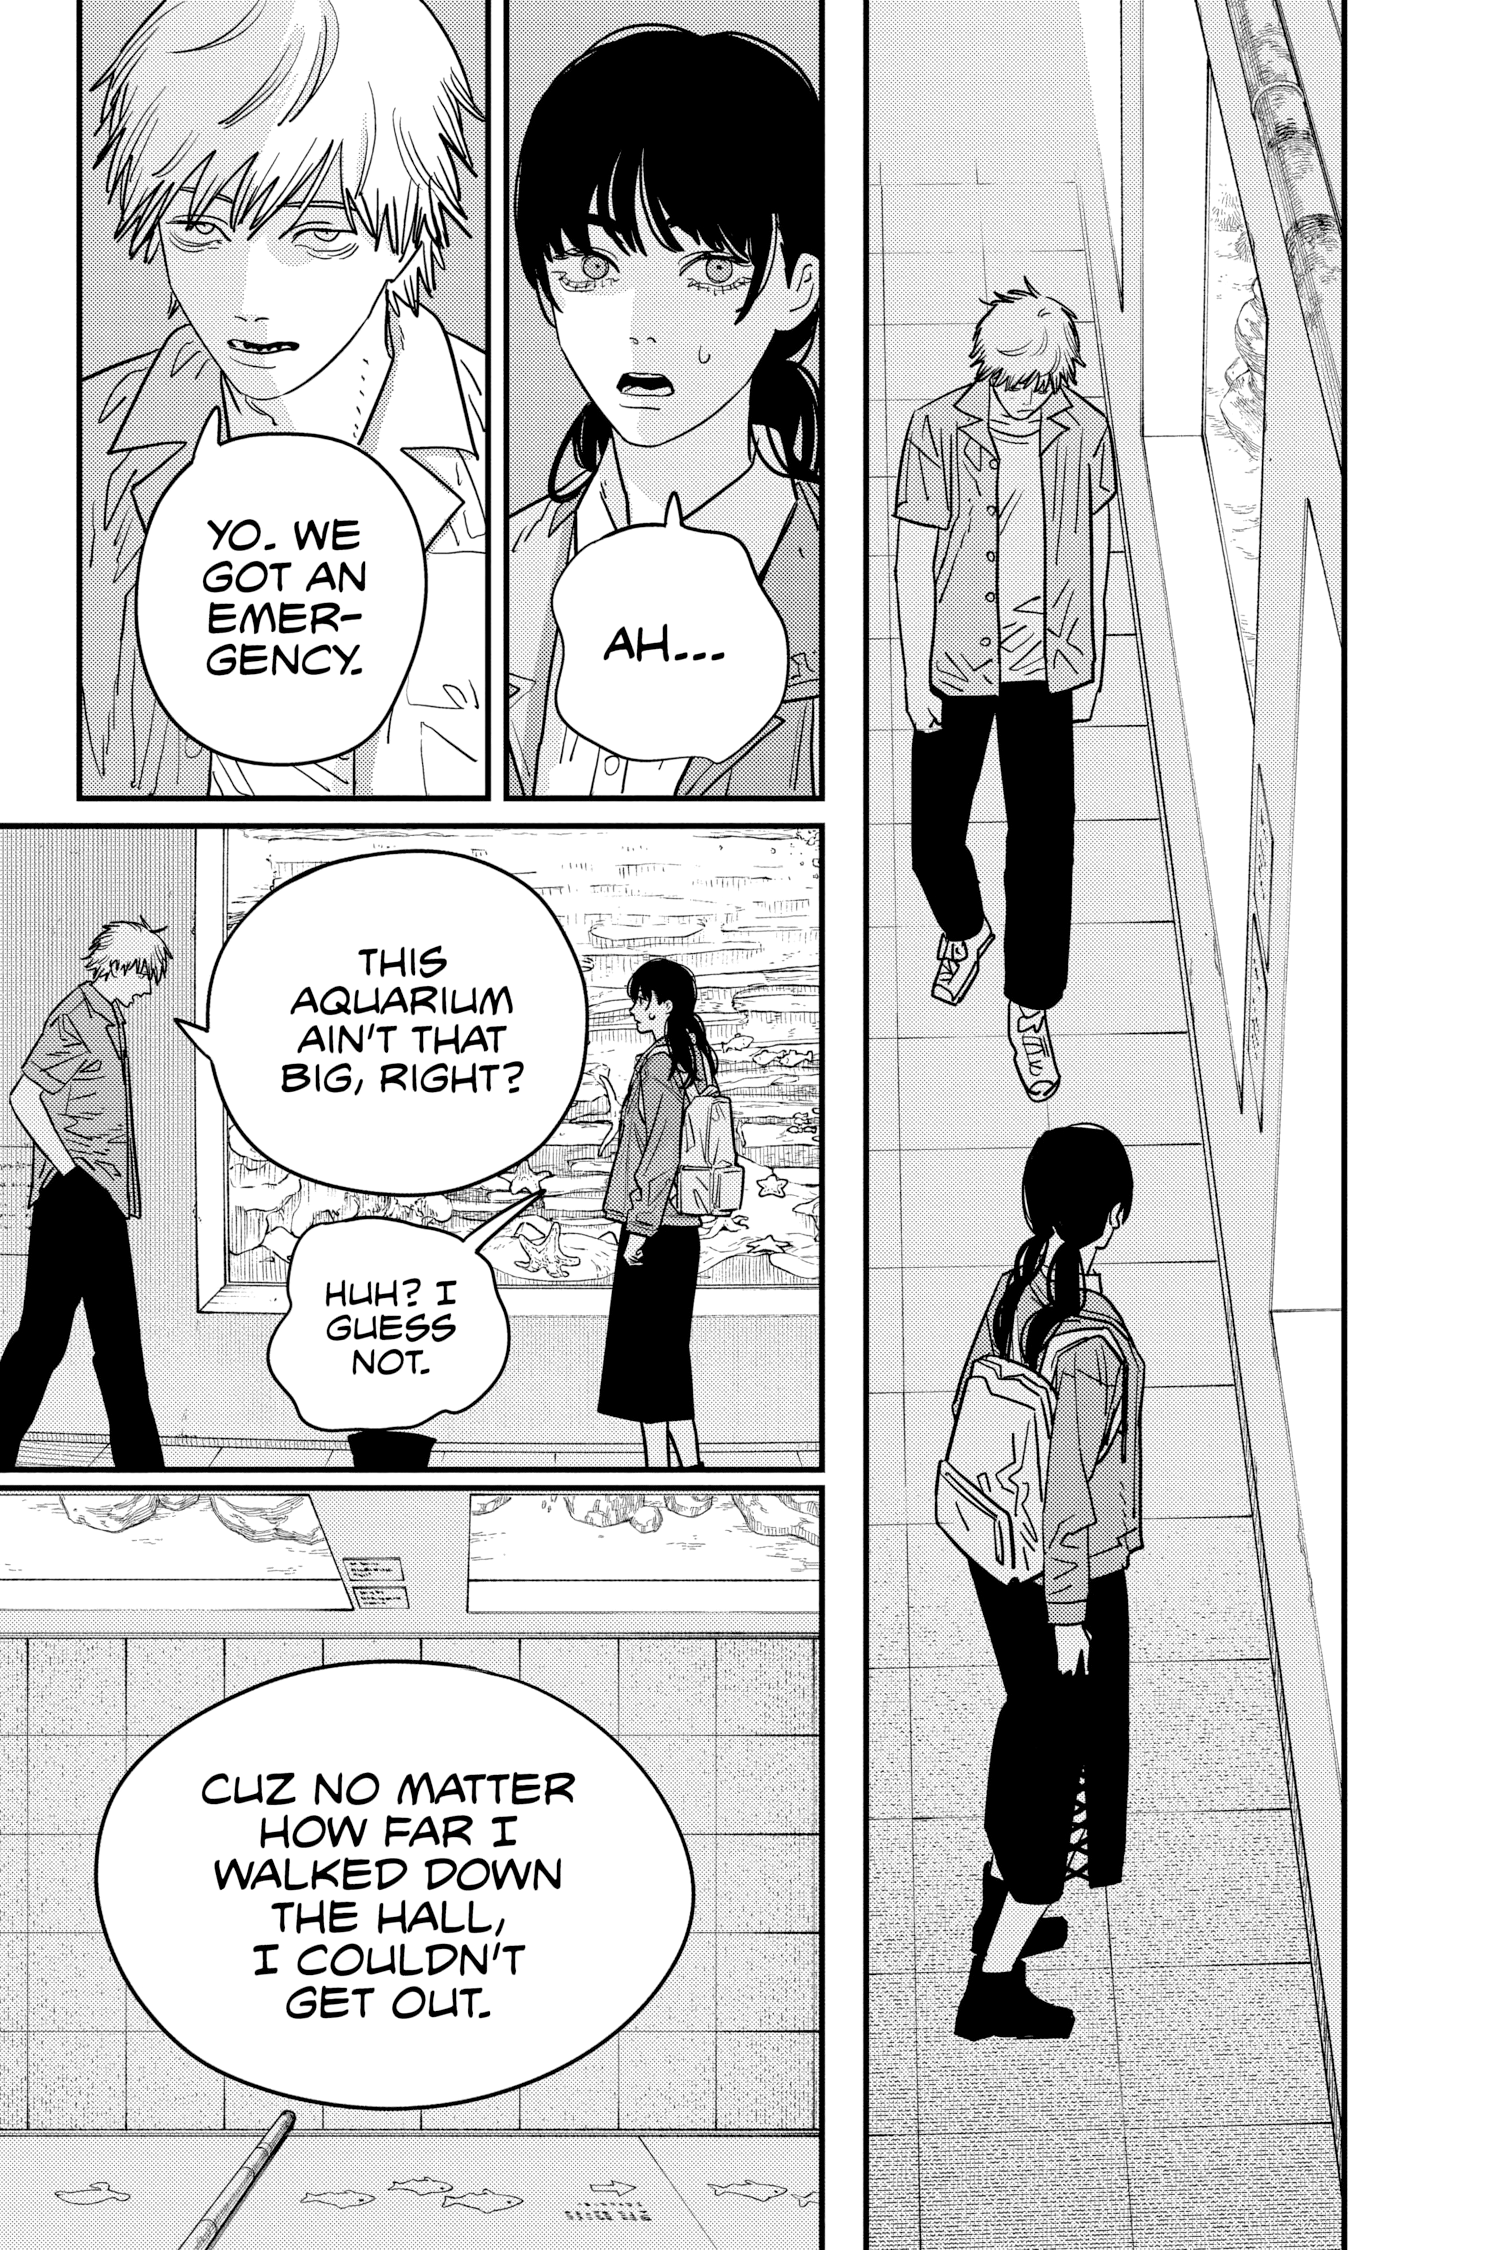 AH...
YO. WE
GOT AN
EMER-
GENCY.
THIS
AQUARIUM
AIN'T THAT
BIG, RIGHT?
HUH? I
GUESS
NOT.
CUZ NO MATTER
HOW FAR I
WALKED DOWN
THE HALL,
I COULDN'T
GET OUT.